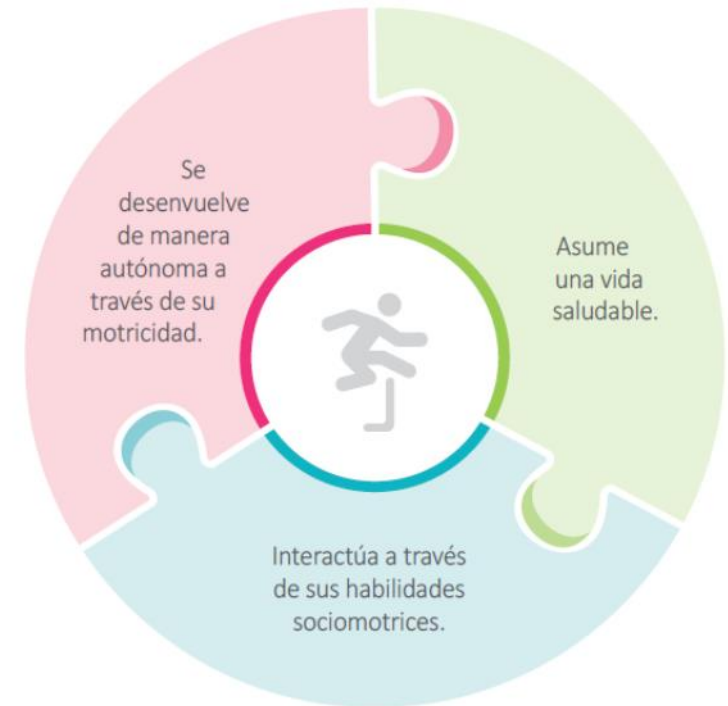 Se
desenvuelve
de manera
autónoma a
través de su
motricidad.
Asume
una vida
saludable.
Interactúa a través
de sus habilidades
sociomotrices.